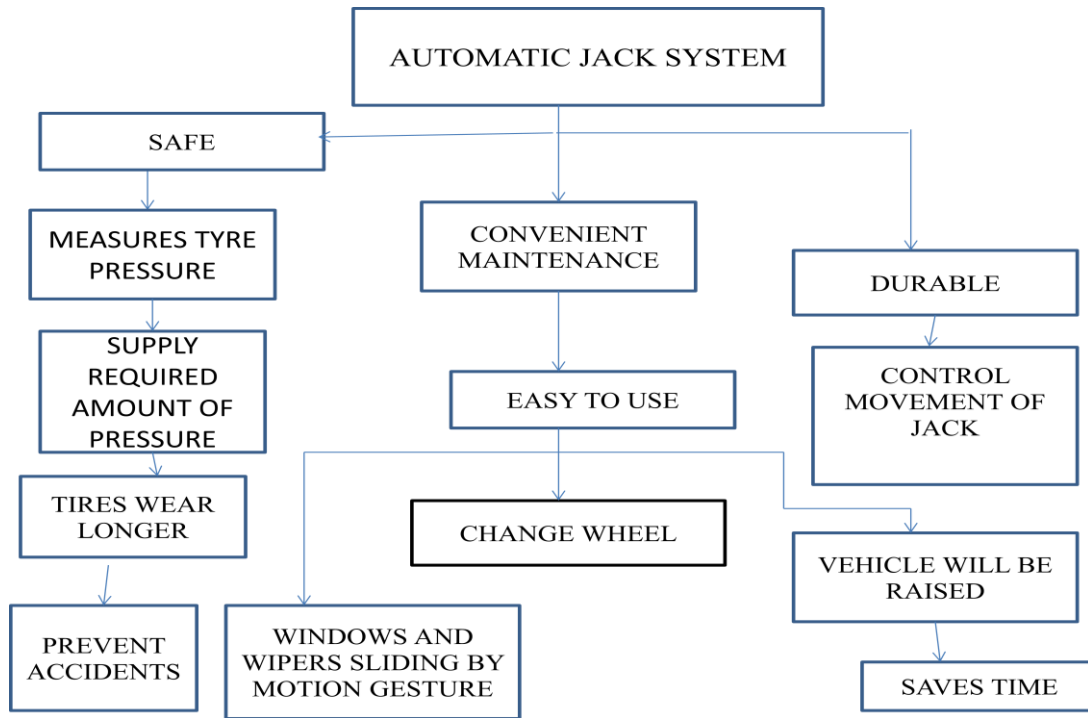 AUTOMATIC JACK SYSTEM
SAFE
MEASURES TYRE
PRESSURE
SUPPLY
REQUIRED
AMOUNT OF
PRESSURE
TIRES WEAR
LONGER
PREVENT
ACCIDENTS
CONVENIENT
MAINTENANCE
EASY TO USE
WINDOWS AND
WIPERS SLIDING BY
MOTION GESTURE
CHANGE WHEEL
VEHICLE WILL BE
RAISED
SAVES TIME
DURABLE
CONTROL
MOVEMENT OF
JACK